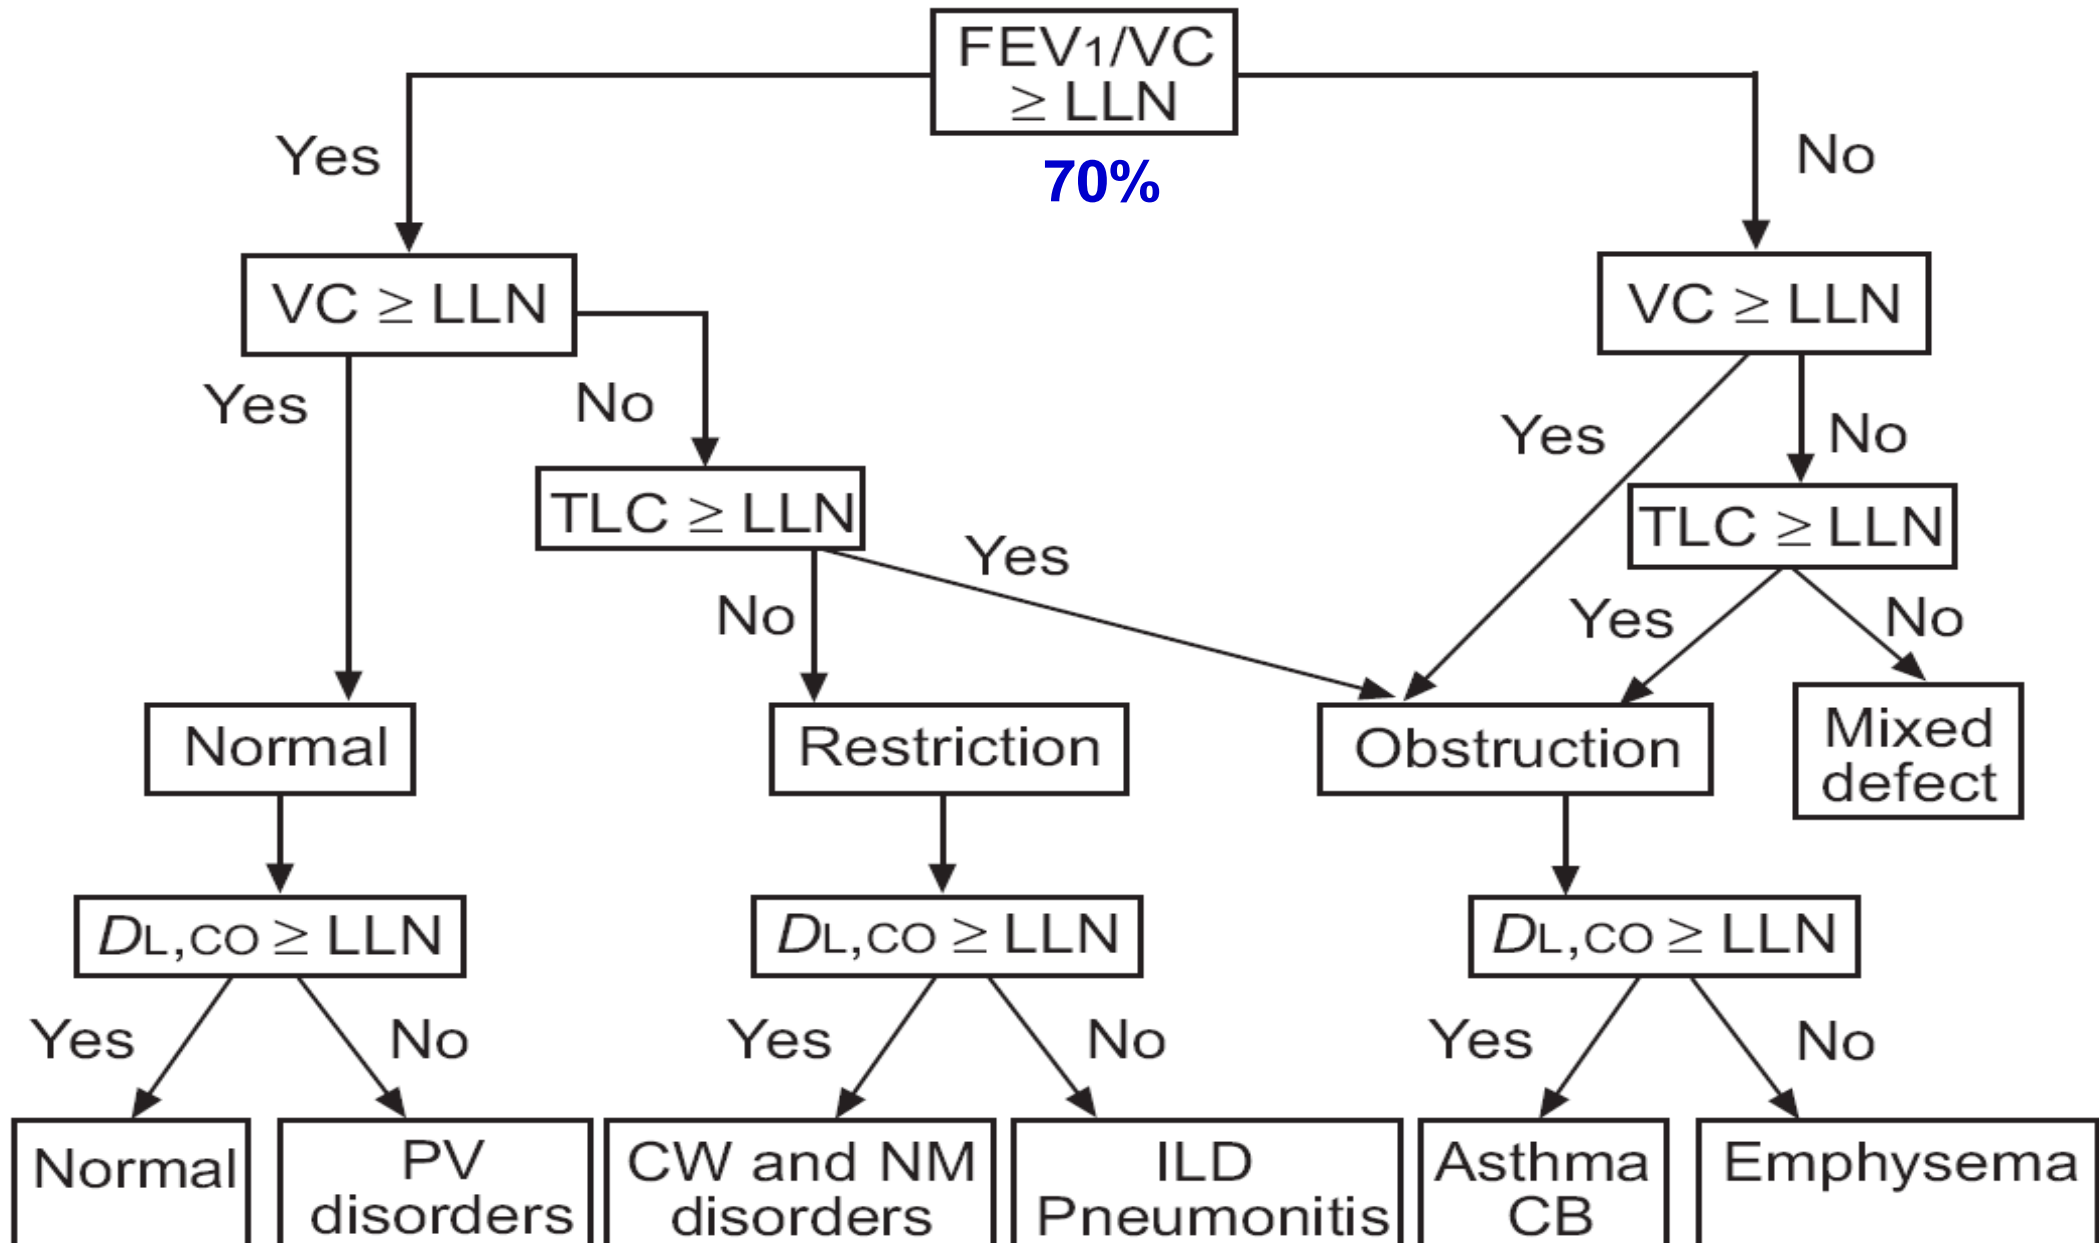 FEV1/VC
≥ LLN
70%
Yes
No
VC ≥ LLN
VC ≥ LLN
Yes
No
Yes
No
TLC ≥ LLN
TLC ≥ LLN
Yes
No
Yes
No
Normal
Restriction
Obstruction
Mixed
defect
DL,CO ≥ LLN
DL,CO ≥ LLN
DL,CO ≥ LLN
Yes
No
Yes
No
Yes
No
Normal
PV
disorders
CW and NM
disorders
ILD
Pneumonitis
Asthma
CB
Emphysema